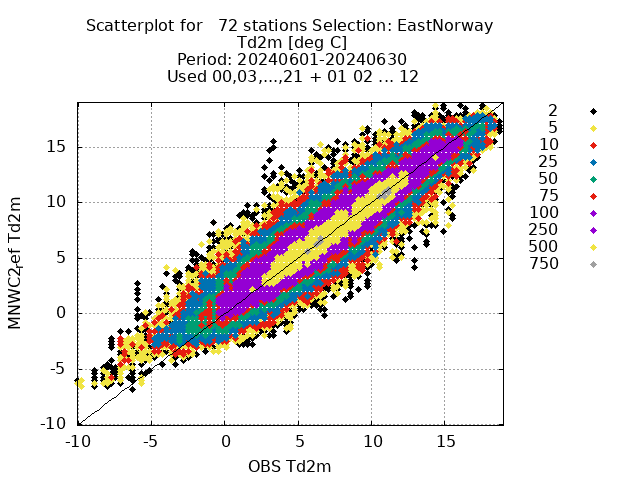 Scatterplot for   72 stations Selection: EastNorway
Td2m [deg C]
Period: 20240601-20240630
Used 00,03,...,21 + 01 02 ... 12
2
5
10
25
50
75
100
250
500
750
MNWC2ref Td2m
15
10
5
0
-5
-10
-10 -5 0 5 10 15
OBS Td2m